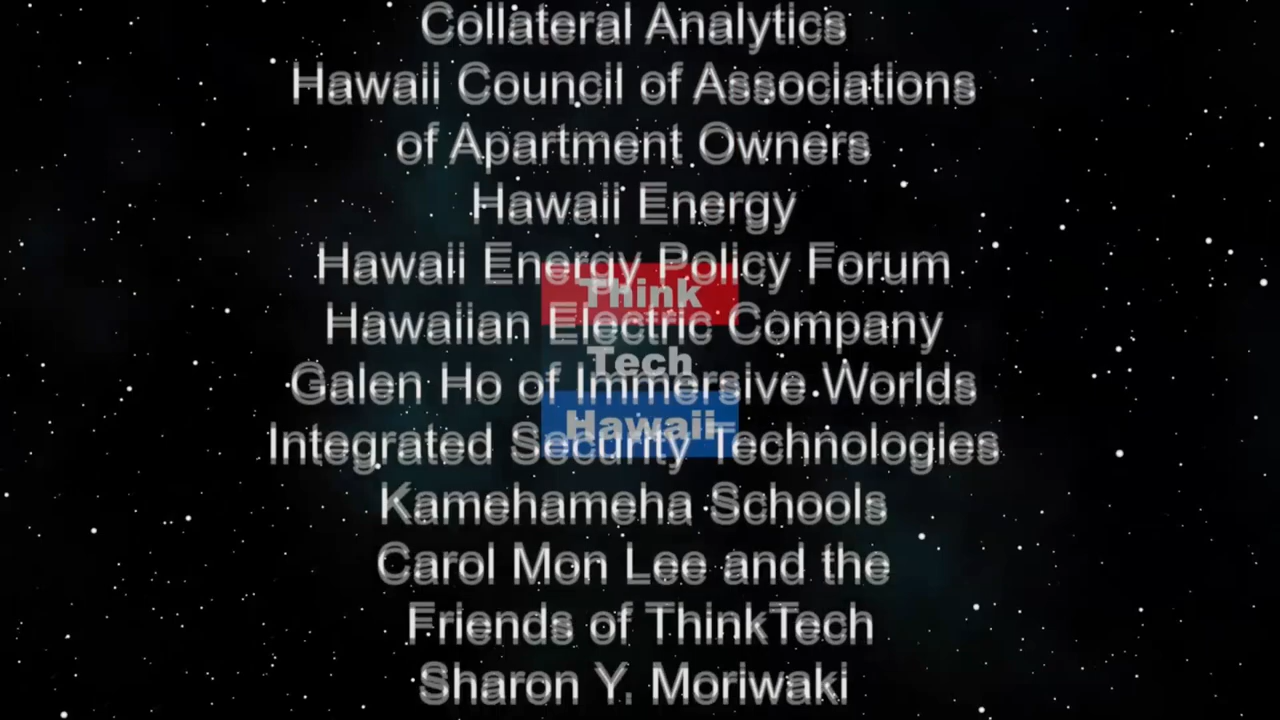 Collateral Analytics
Hawaii Council of Associations
of Apartment Owners
Hawaii Energy
Hawaii Energy Policy Forum
Think
Hawaiian Electric Company
Tech
Galen Ho of Immersive Worlds
Hawaii
Integrated Security Technologies
Kamehameha Schools
Carol Mon Lee and the
Friends of ThinkTech
Sharon Y. Moriwaki